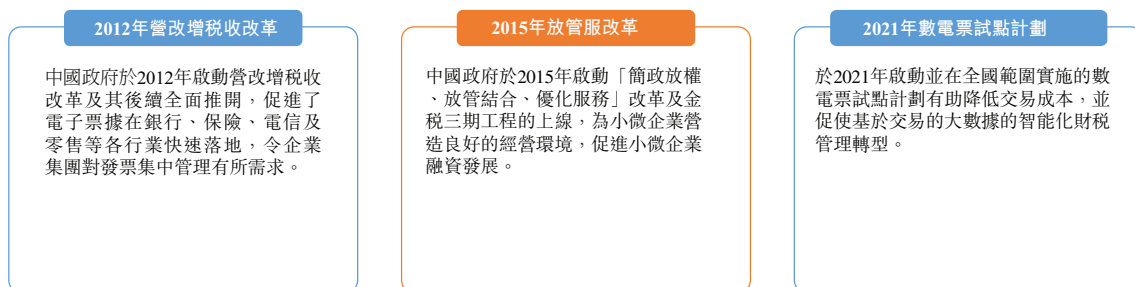 2012年營改增税收改革
中國政府於2012年啟動營改增税收
改革及其後續全面推開，促進了
電子票據在銀行、保險、電信及
零售等各行業快速落地，令企業
集團對發票集中管理有所需求。
2015年放管服改革
中國政府於2015年啟動「簡政放權
、放管結合、優化服務」改革及金
税三期工程的上線，為小微企業營
造良好的經營環境，促進小微企業
融資發展。
2021年數電票試點計劃
於2021年啟動並在全國範圍實施的數
電票試點計劃有助降低交易成本，並
促使基於交易的大數據的智能化財税
管理轉型。